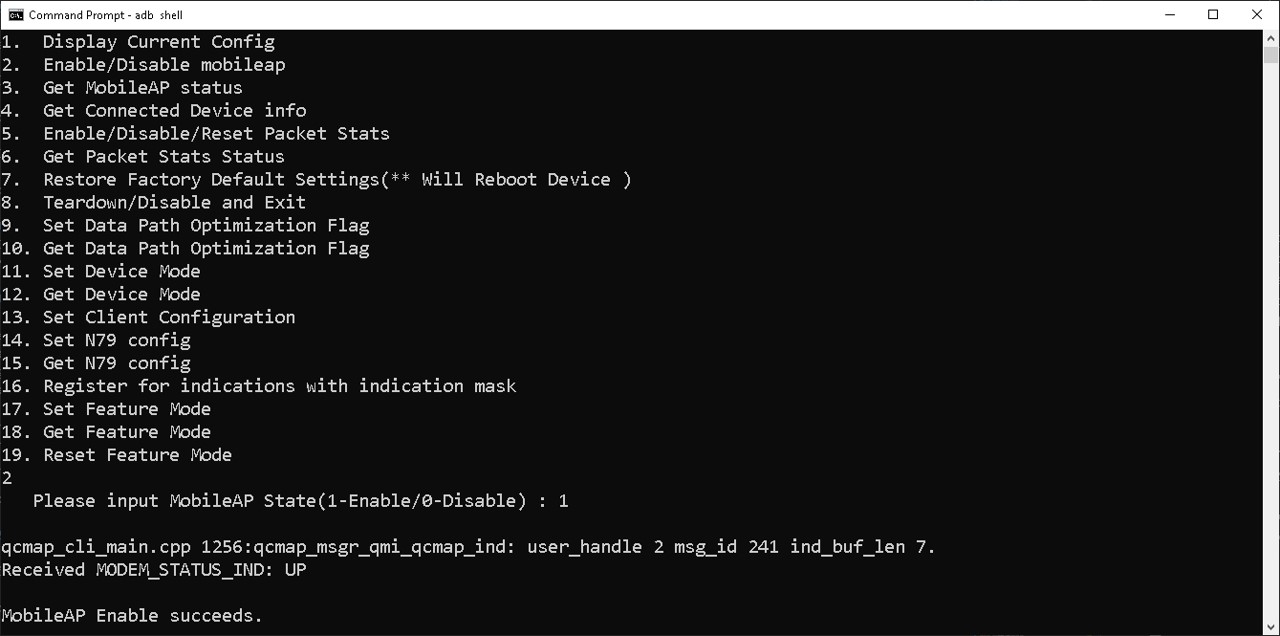 Command Prompt - adb shell
1. Display Current Config
2. Enable/Disable mobileap
3. Get MobileAP status
4. Get Connected Device info
5. Enable/Disable/Reset Packet Stats
6. Get Packet Stats Status
7. Restore Factory Default Settings(** Will Reboot Device )
8. Teardown/Disable and Exit
9. Set Data Path Optimization Flag
10. Get Data Path Optimization Flag
11. Set Device Mode
12. Get Device Mode
13. Set Client Configuration
14. Set N79 config
15. Get N79 config
16. Register for indications with indication mask
17. Set Feature Mode
18. Get Feature Mode
19. Reset Feature Mode
2
Please input MobileAP State(1-Enable/0-Disable) : 1
qcmap_cli_main.cpp 1256:qcmap_msgr_qmi_qcmap_ind: user_handle 2 msg_id 241 ind_buf_len 7.
Received MODEM_STATUS_IND: UP
MobileAP Enable succeeds.